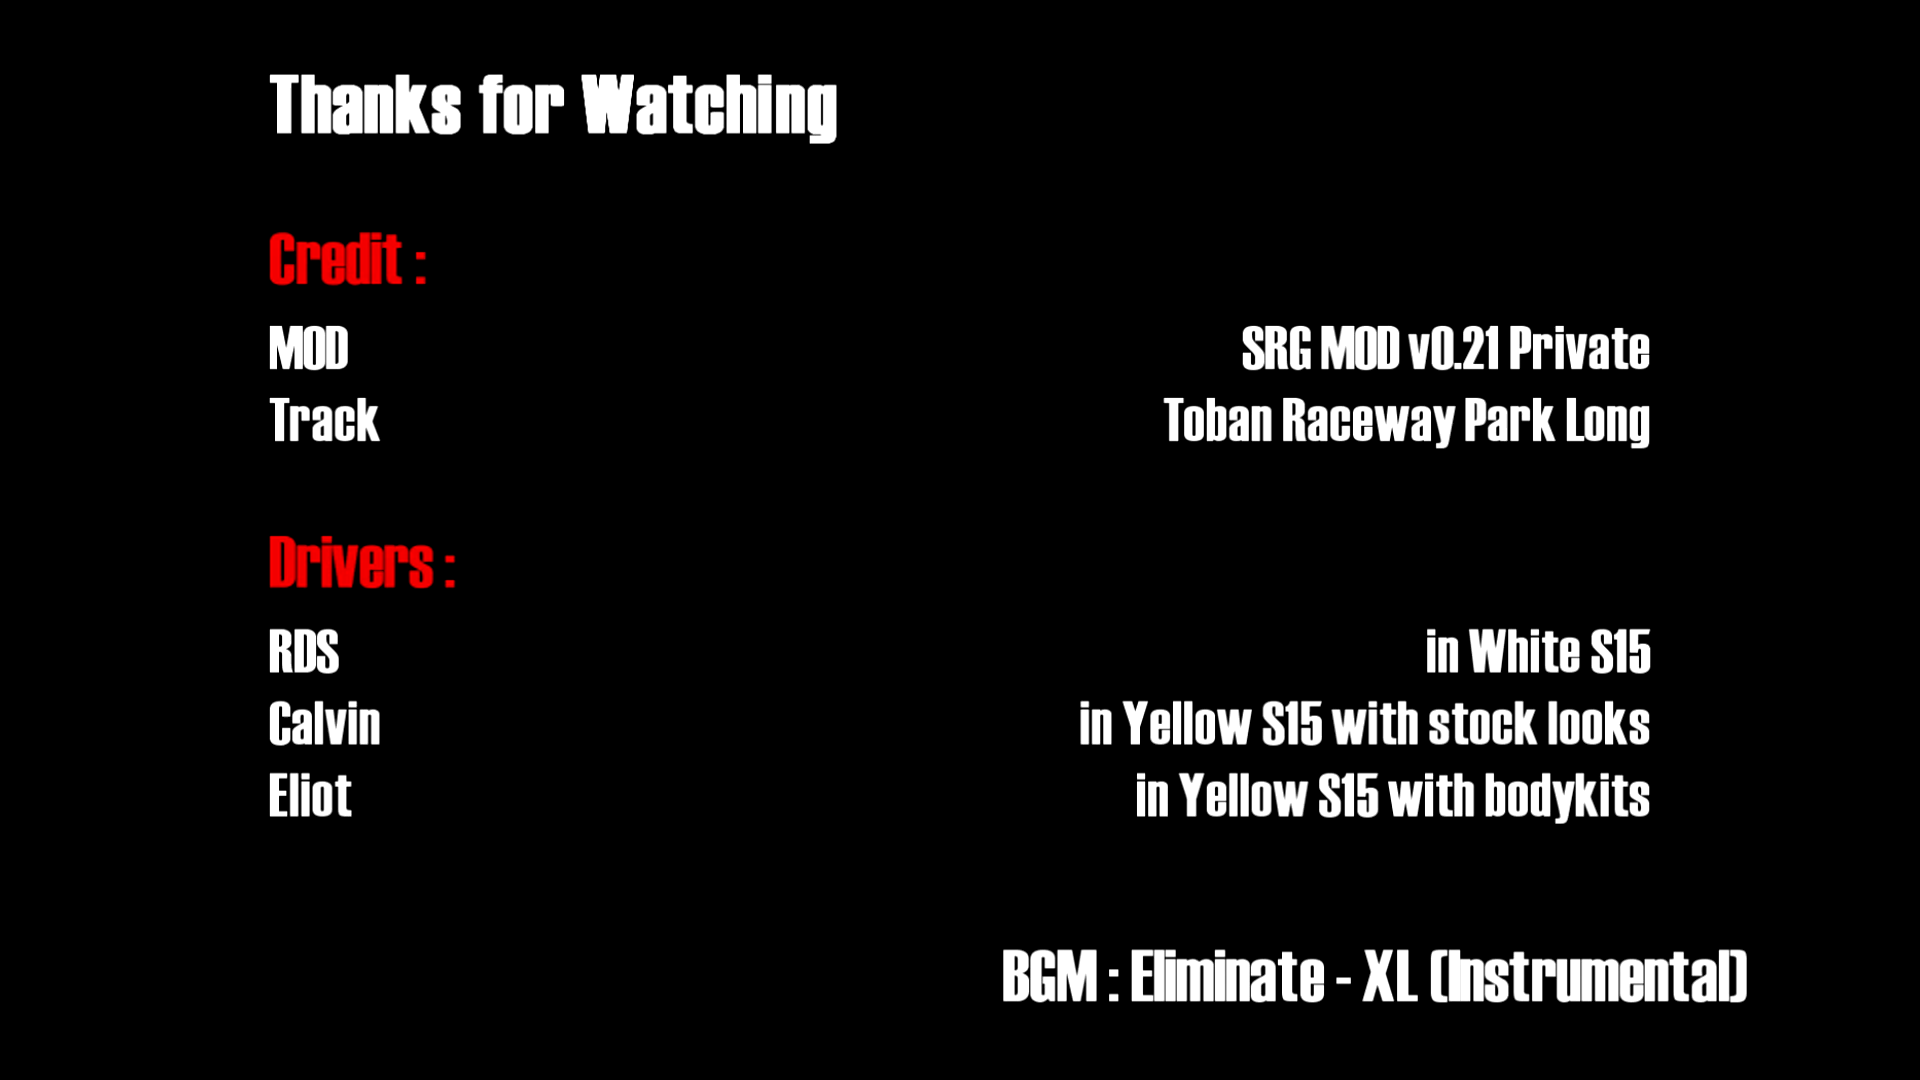 Thanks for Watching
Credit :
MOD SRG MOD v0.21 Private
Track Toban Raceway Park Long
Drivers :
RDS in White S15
Calvin in Yellow S15 with stock looks
Eliot in Yellow S15 with bodykits
BGM : Eliminate - XL (Instrumental)